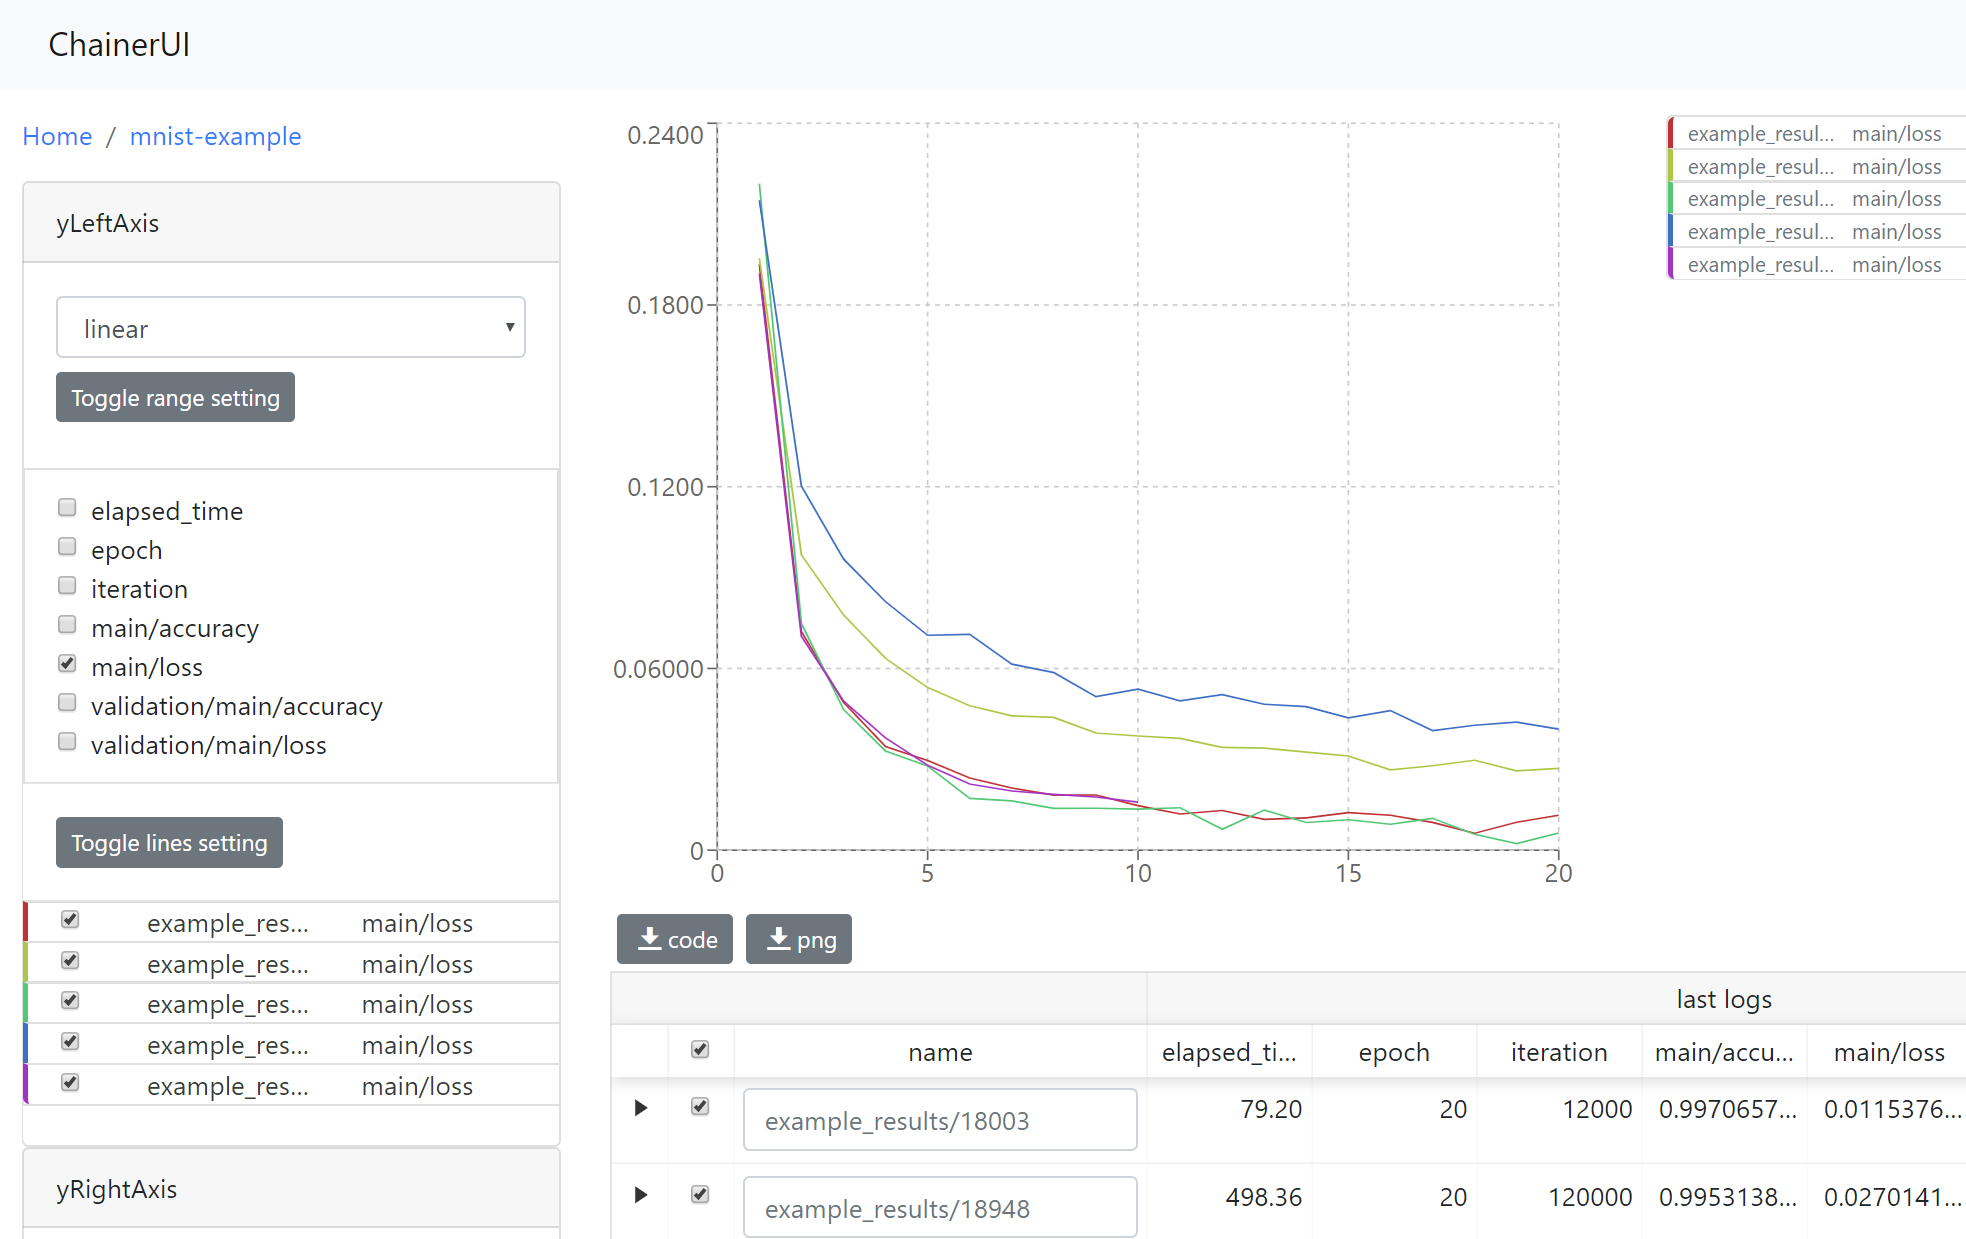 ChainerUI
Home / mnist-example
yLeftAxis
linear
Toggle range setting
elapsed_time
epoch
iteration
main/accuracy
main/loss
validation/main/accuracy
validation/main/loss
Toggle lines setting
example_res... main/loss
example_res... main/loss
example_res... main/loss
example_res... main/loss
example_res... main/loss
yRightAxis
0.2400
0.1800
0.1200
0.06000
0
0 5 10 15 20
example_resul... main/loss
example_resul... main/loss
example_resul... main/loss
example_resul... main/loss
example_resul... main/loss
code png
last logs
name elapsed_ti... epoch iteration main/accu... main/loss
example_results/18003 79.20 20 12000 0.9970657... 0.0115376...
example_results/18948 498.36 20 120000 0.9953138... 0.0270141...